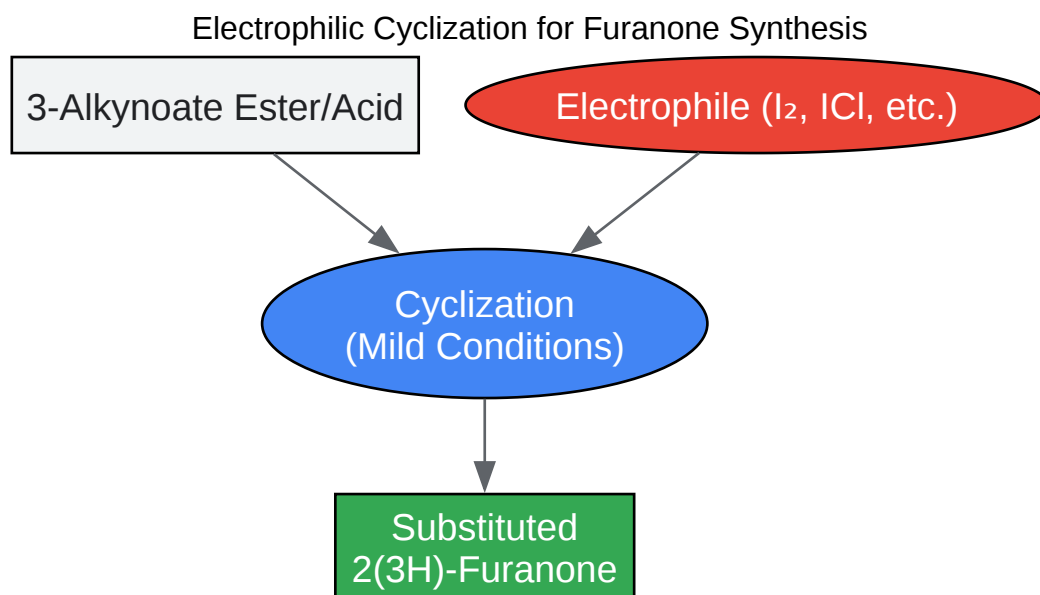 Electrophilic Cyclization for Furanone Synthesis
3-Alkynoate Ester/Acid
Electrophile (I₂, ICl, etc.)
Cyclization
(Mild Conditions)
Substituted
2(3H)-Furanone